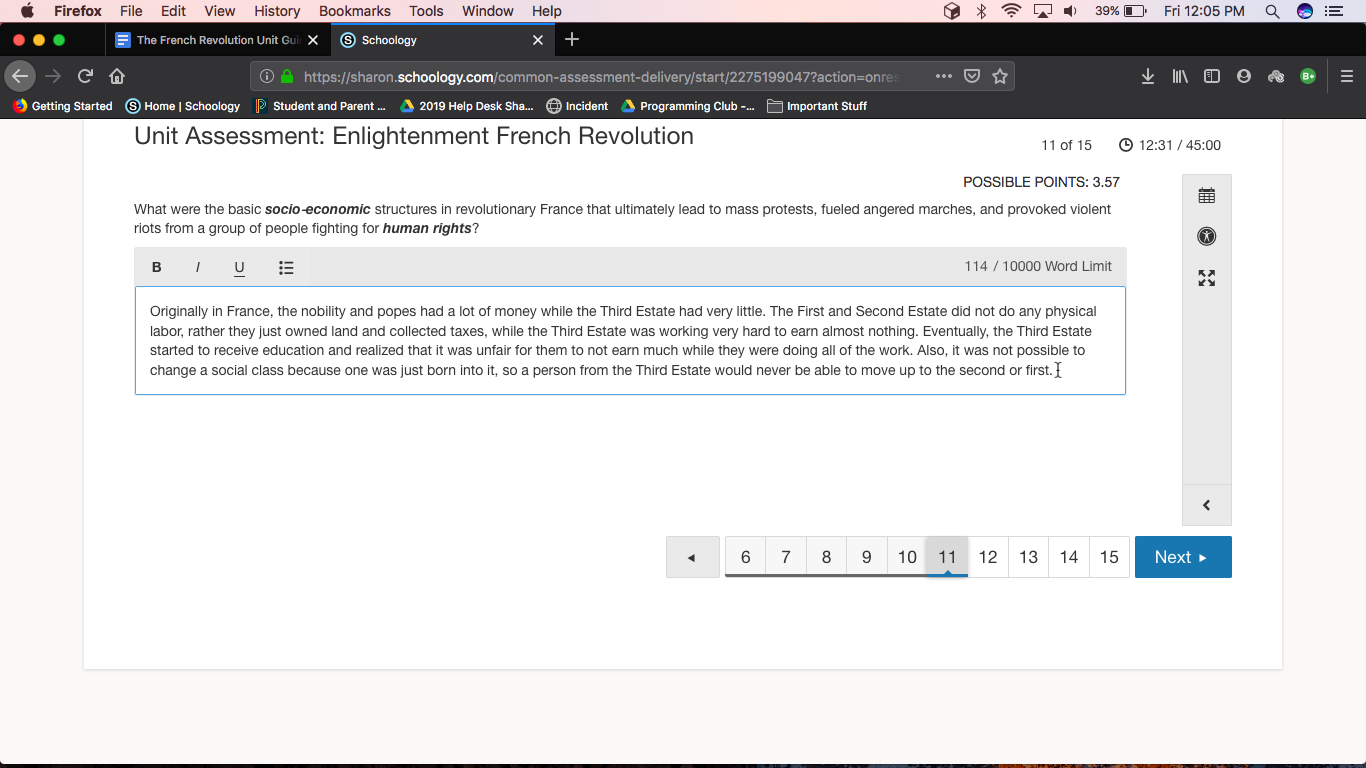 Firefox File Edit View History Bookmarks Tools Window Help 39% Fri 12:05 PM
The French Revolution Unit Gui Schoology
https://sharon.schoology.com/common-assessment-delivery/start/2275199047?action=onres
Getting Started Home | Schoology Student and Parent ... 2019 Help Desk Sha... Incident Programming Club -... Important Stuff
Unit Assessment: Enlightenment French Revolution
11 of 15 12:31 / 45:00
POSSIBLE POINTS: 3.57
What were the basic socio-economic structures in revolutionary France that ultimately lead to mass protests, fueled angered marches, and provoked violent
riots from a group of people fighting for human rights?
B I U 114 / 10000 Word Limit
Originally in France, the nobility and popes had a lot of money while the Third Estate had very little. The First and Second Estate did not do any physical
labor, rather they just owned land and collected taxes, while the Third Estate was working very hard to earn almost nothing. Eventually, the Third Estate
started to receive education and realized that it was unfair for them to not earn much while they were doing all of the work. Also, it was not possible to
change a social class because one was just born into it, so a person from the Third Estate would never be able to move up to the second or first.
6 7 8 9 10 11 12 13 14 15 Next